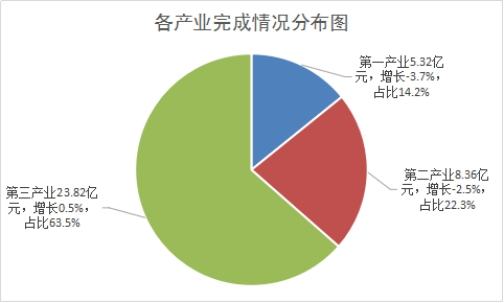 各产业完成情况分布图
第一产业5.32亿
元，增长-3.7%，
占比14.2%
第二产业8.36亿
元，增长-2.5%，
占比22.3%
第三产业23.82亿
元，增长0.5%，
占比63.5%